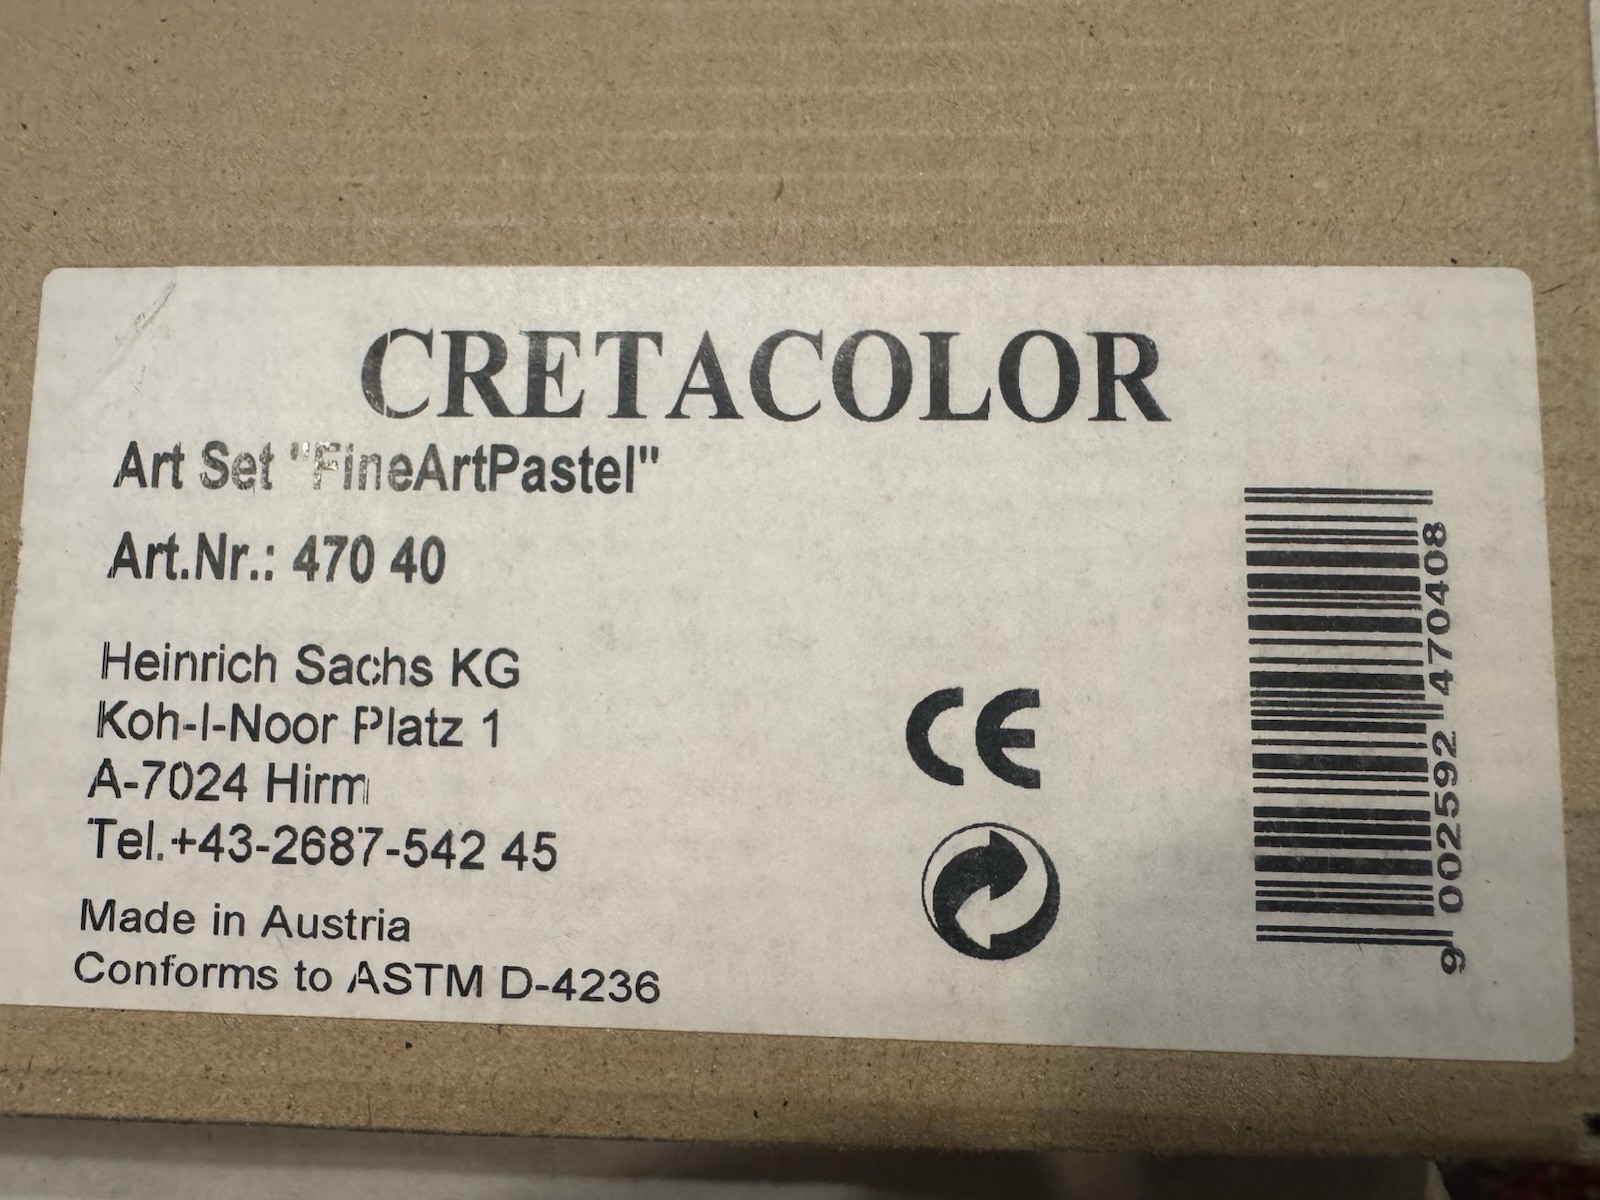 CRETACOLOR
Art Set "FineArtPastel"
Art.Nr.: 470 40
Heinrich Sachs KG
Koh-I-Noor Platz 1
A-7024 Hirm
Tel.+43-2687-542 45
Made in Austria
Conforms to ASTM D-4236
CE
9 002592 470408